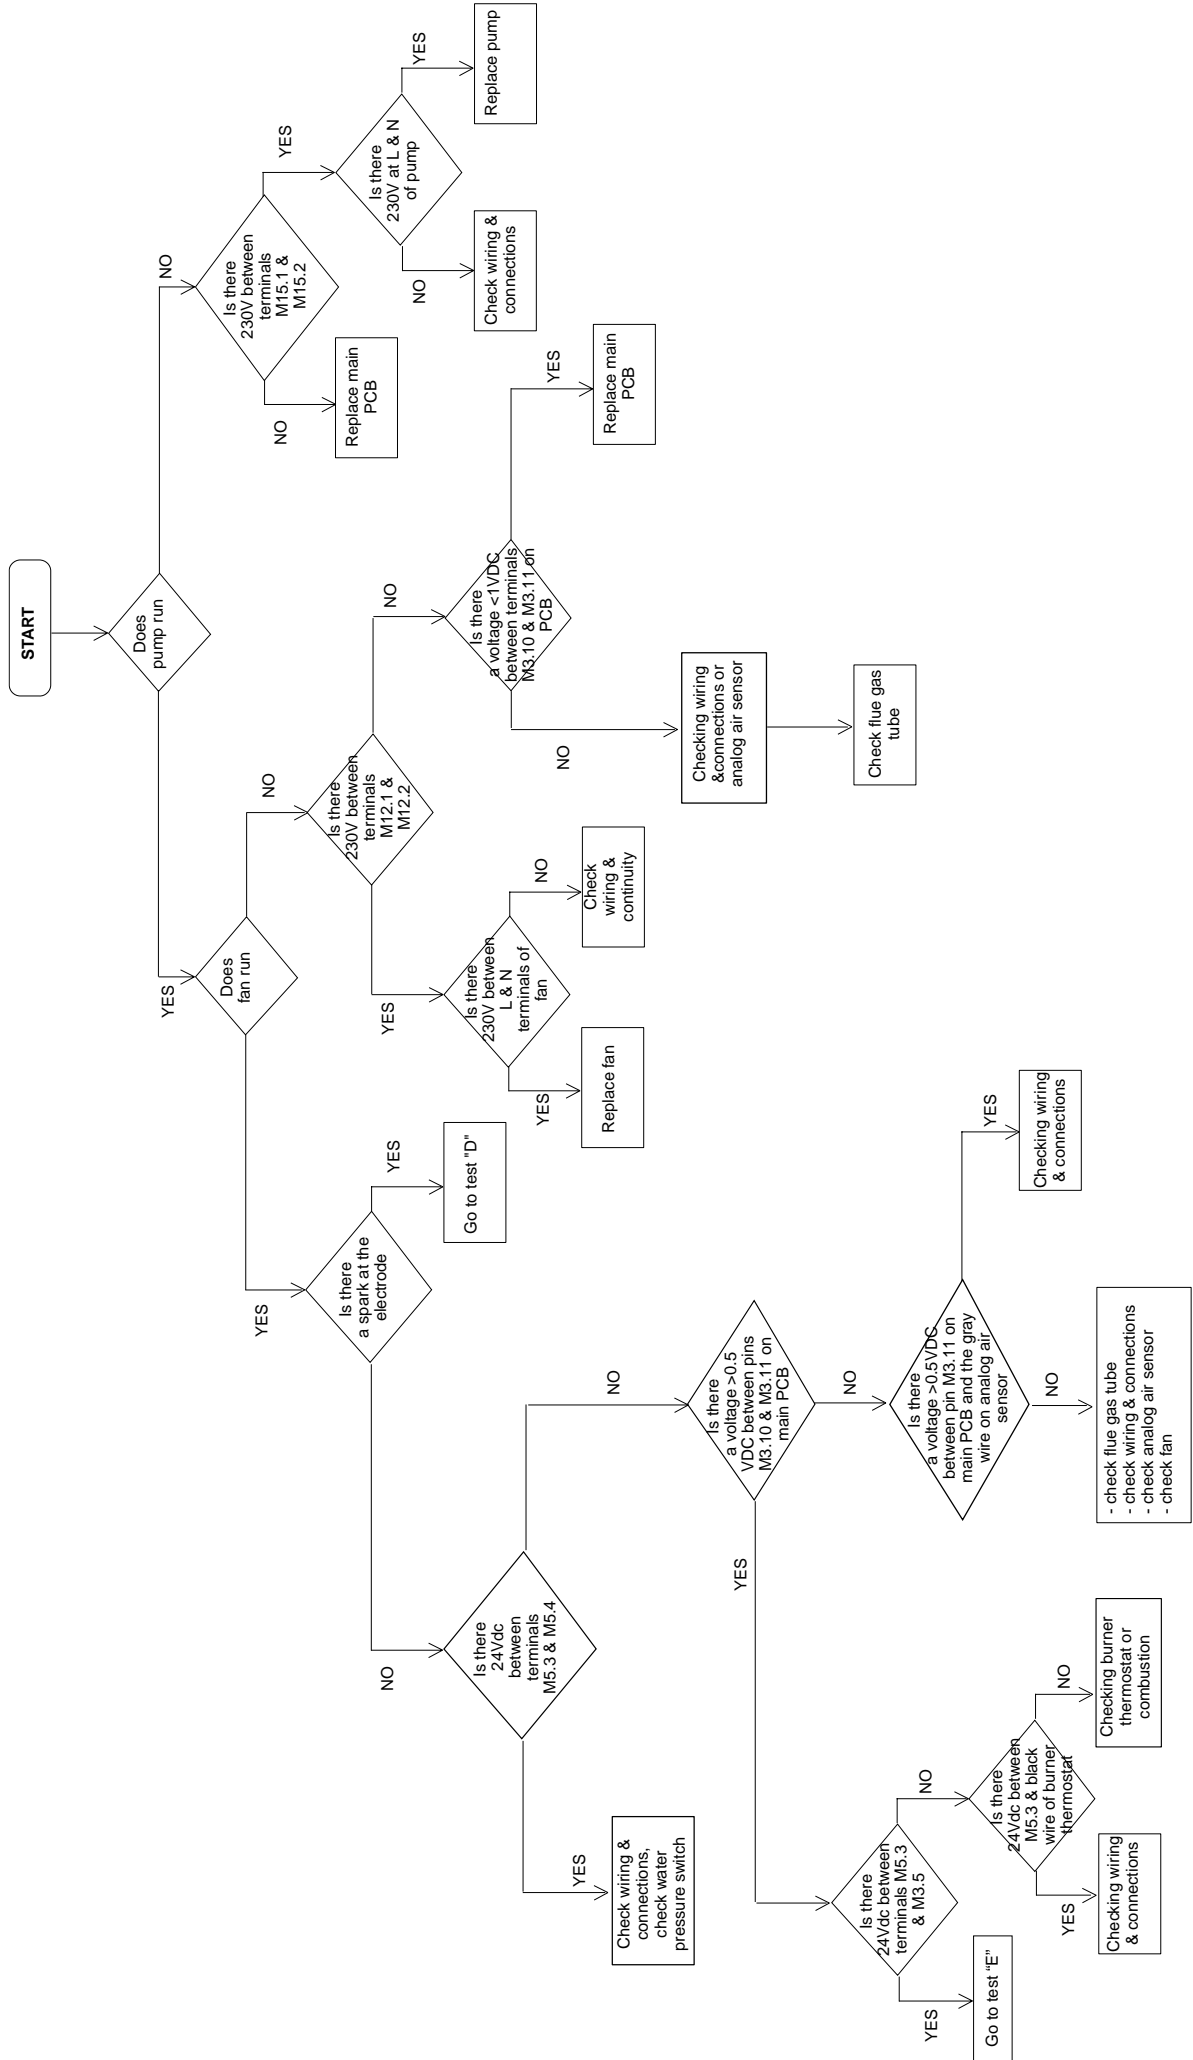 START
Does
pump run
NO
Is there
230V between
terminals
M15.1 &
M15.2
YES
Is there
230V at L & N
of pump
YES
Replace pump
NO
Check wiring &
connections
NO
Replace main
PCB
YES
Does
fan run
NO
Is there
230V between
terminals
M12.1 &
M12.2
NO
Is there
a voltage <1VDC
between terminals
M3.10 & M3.11 on
PCB
YES
Replace main
PCB
NO
Checking wiring
&connections or
analog air sensor
Check flue gas
tube
YES
Is there
230V between
L & N
terminals of
fan
NO
Check
wiring &
continuity
YES
Replace fan
YES
Is there
a spark at the
electrode
YES
Go to test "D"
NO
Is there
24Vdc
between
terminals
M5.3 & M5.4
NO
Is there
a voltage >0.5
VDC between pins
M3.10 & M3.11 on
main PCB
NO
Is there
a voltage >0.5VDC
between pin M3.11 on
main PCB and the gray
wire on analog air
sensor
YES
Checking wiring
& connections
NO
- check flue gas tube
- check wiring & connections
- check analog air sensor
- check fan
YES
Is there
24Vdc between
terminals M5.3
& M3.5
NO
Is there
24Vdc between
M5.3 & black
wire of burner
thermostat
NO
Checking burner
thermostat or
combustion
YES
Checking wiring
& connections
YES
Go to test “E”
YES
Check wiring &
connections,
check water
pressure switch